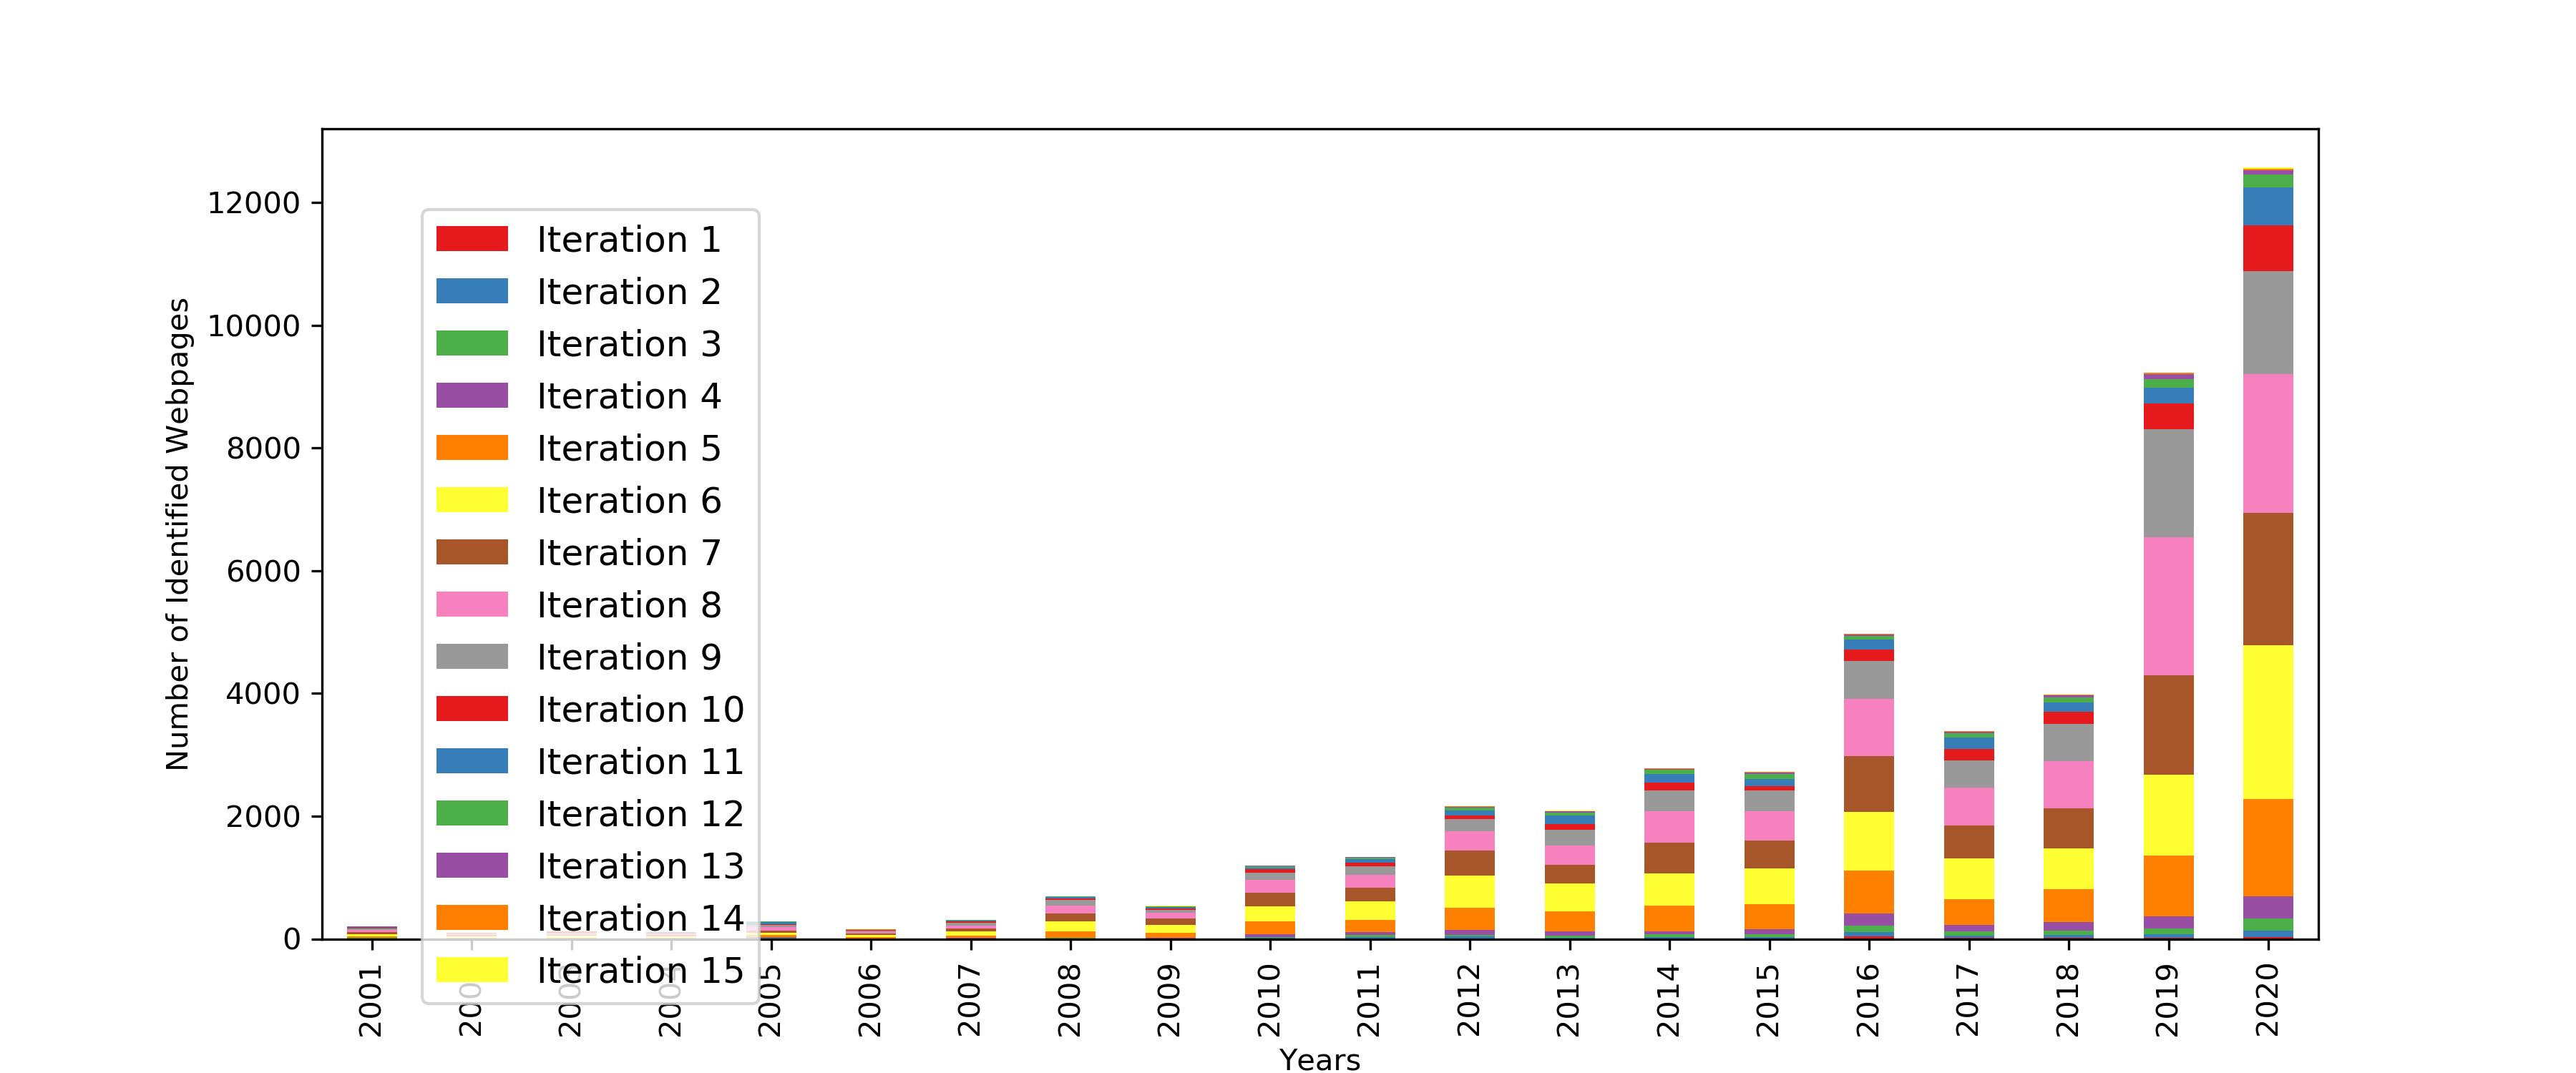 12000
10000
8000
6000
4000
2000
0
Number of Identified Webpages
Iteration 1
Iteration 2
Iteration 3
Iteration 4
Iteration 5
Iteration 6
Iteration 7
Iteration 8
Iteration 9
Iteration 10
Iteration 11
Iteration 12
Iteration 13
Iteration 14
Iteration 15
2001
2005
2006
2007
2008
2009
2010
2011
2012
2013
2014
2015
2016
2017
2018
2019
2020
Years